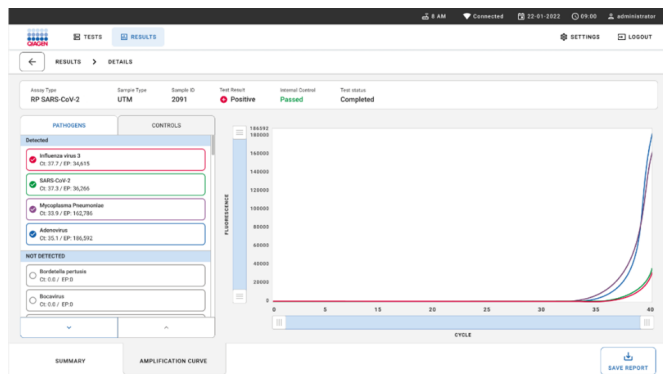 8 AM Connected 22-01-2022 09:00 administrator
QIAGEN TESTS RESULTS SETTINGS LOGOUT
RESULTS > DETAILS
Assay Type Sample Type Sample ID Test Result Internal Control Test status
RP SARS-CoV-2 UTM 2091 Positive Passed Completed
PATHOGENS CONTROLS
Detected
Influenza virus 3
Ct: 37.7 / EP: 34,615
SARS-CoV-2
Ct: 37.3 / EP: 36,266
Mycoplasma Pneumoniae
Ct: 33.9 / EP: 162,786
Adenovirus
Ct: 35.1 / EP: 186,592
NOT DETECTED
Bordetella pertusis
Ct: 0.0 / EP:0
Bocavirus
Ct: 0.0 / EP:0
FLUORESCENCE
186592
180000
160000
140000
120000
100000
80000
60000
40000
20000
0
0 5 15 20 25 30 35 40
CYCLE
SUMMARY AMPLIFICATION CURVE SAVE REPORT